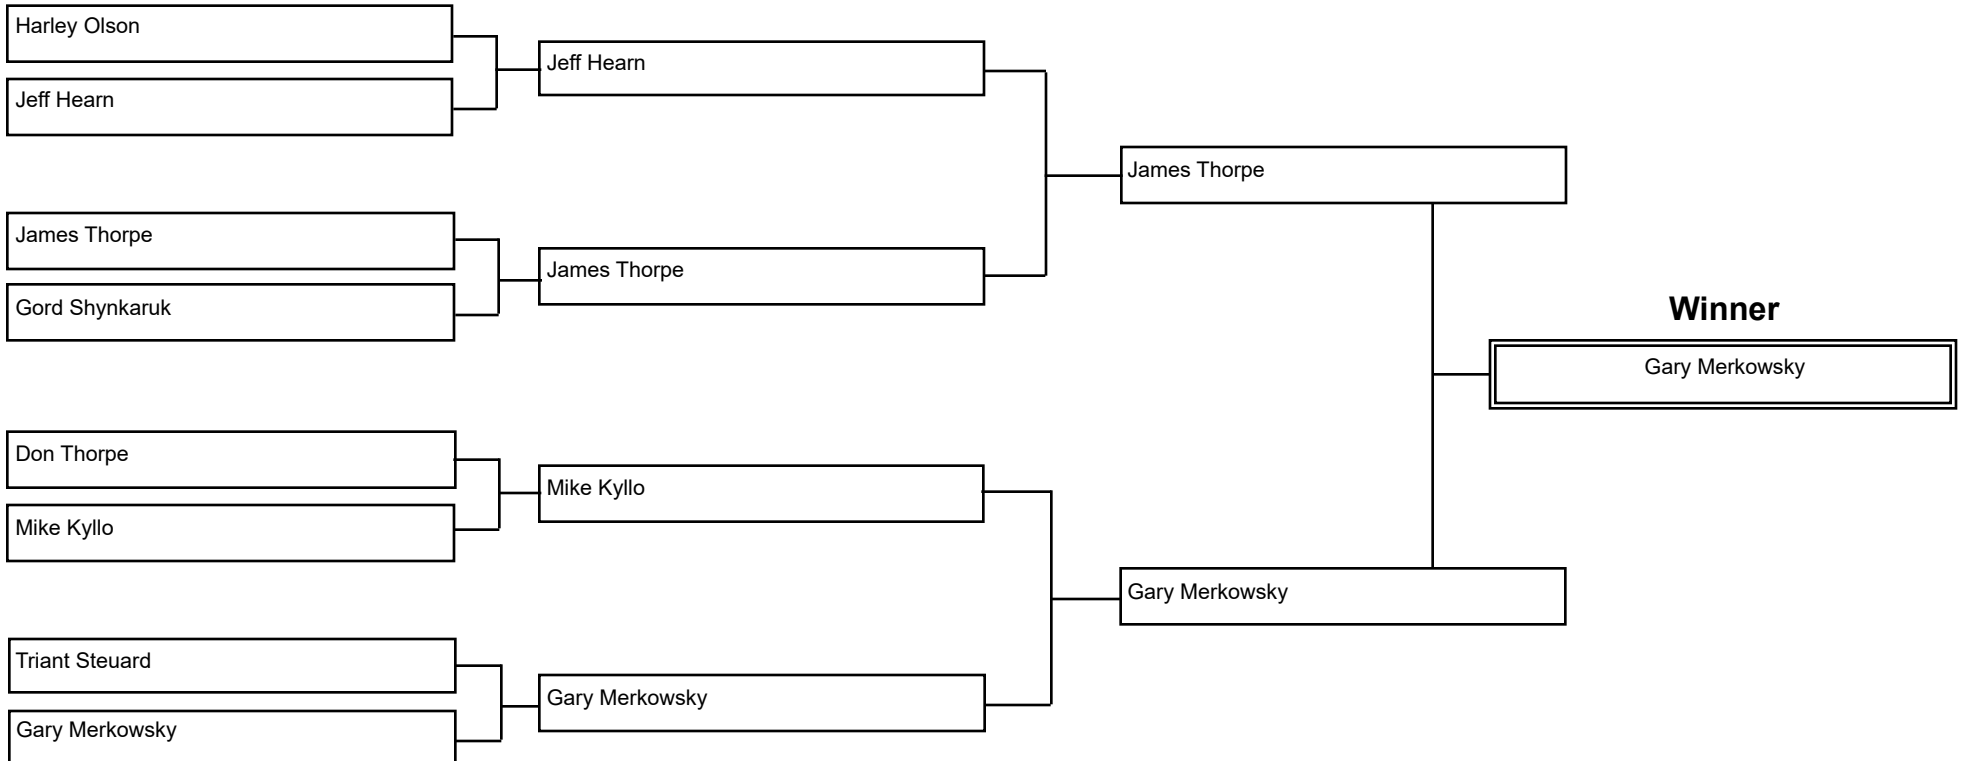 Harley Olson
Jeff Hearn
James Thorpe
Gord Shynkaruk
Don Thorpe
Mike Kyllo
Triant Steuard
Gary Merkowsky
Jeff Hearn
James Thorpe
Mike Kyllo
Gary Merkowsky
James Thorpe
Gary Merkowsky
Winner
Gary Merkowsky